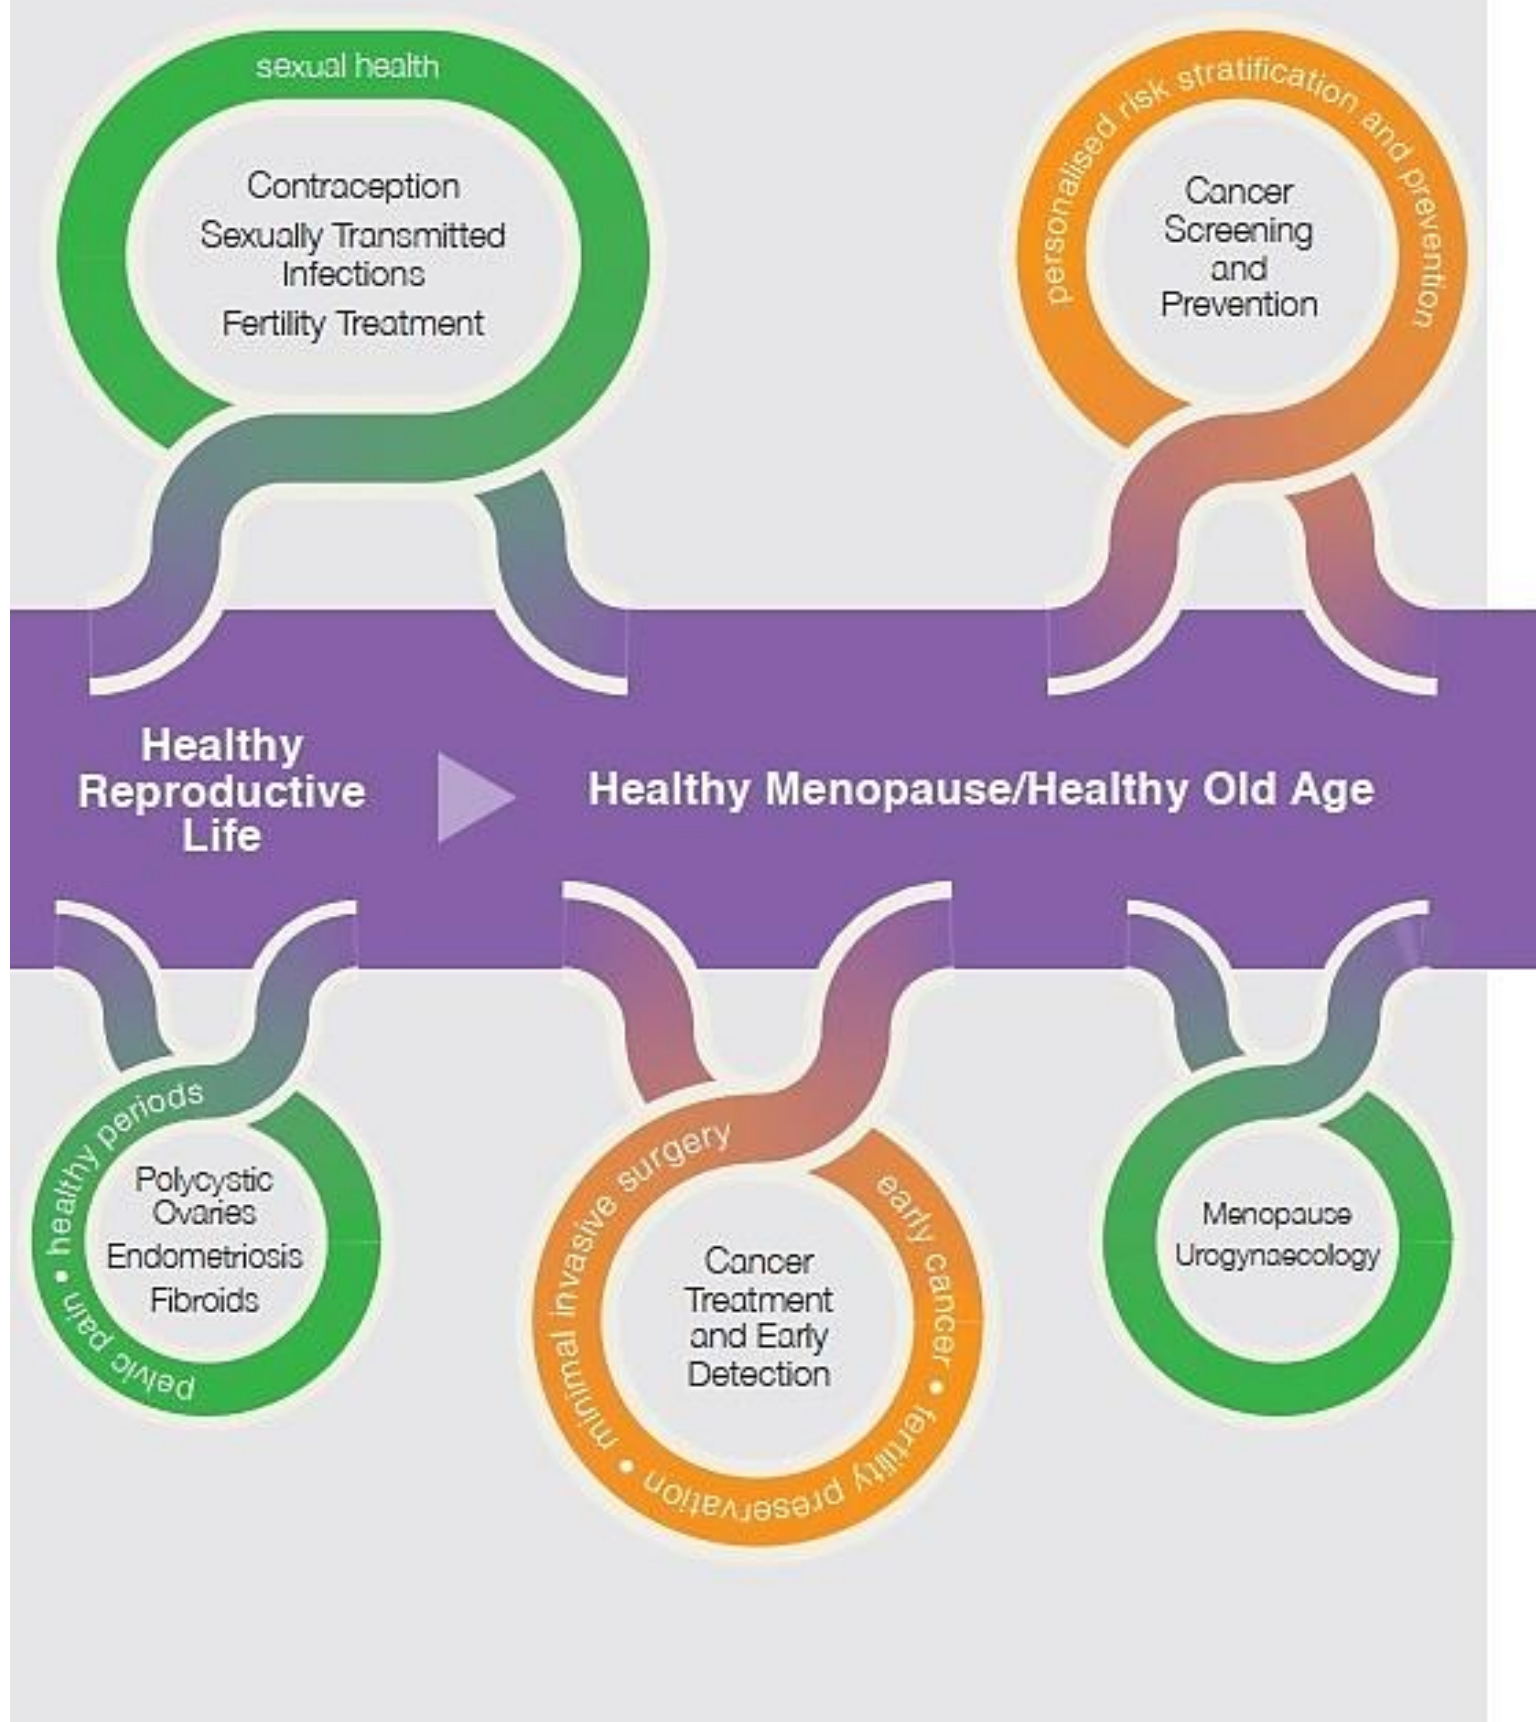 sexual health
Contraception
Sexually Transmitted
Infections
Fertility Treatment
personalised risk stratification and prevention
Cancer
Screening
and
Prevention
Healthy
Reproductive
Life
Healthy Menopause/Healthy Old Age
pelvic pain • healthy periods
Polycystic
Ovaries
Endometriosis
Fibroids
minimal invasive surgery
early cancer • fertility preservation •
Cancer
Treatment
and Early
Detection
Menopause
Urogynaecology